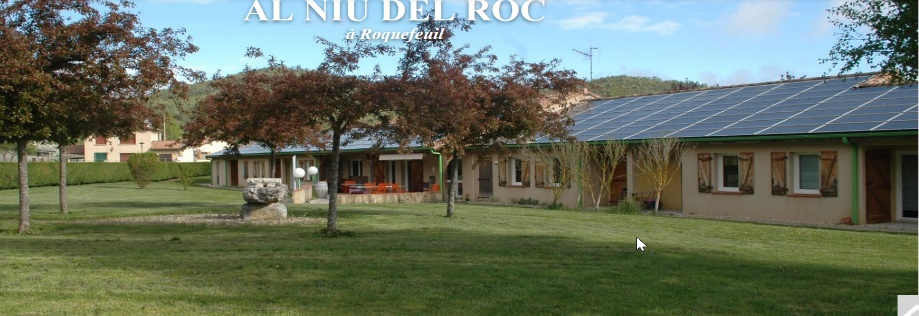 AL NIU DEL ROC
à Roquefeuil